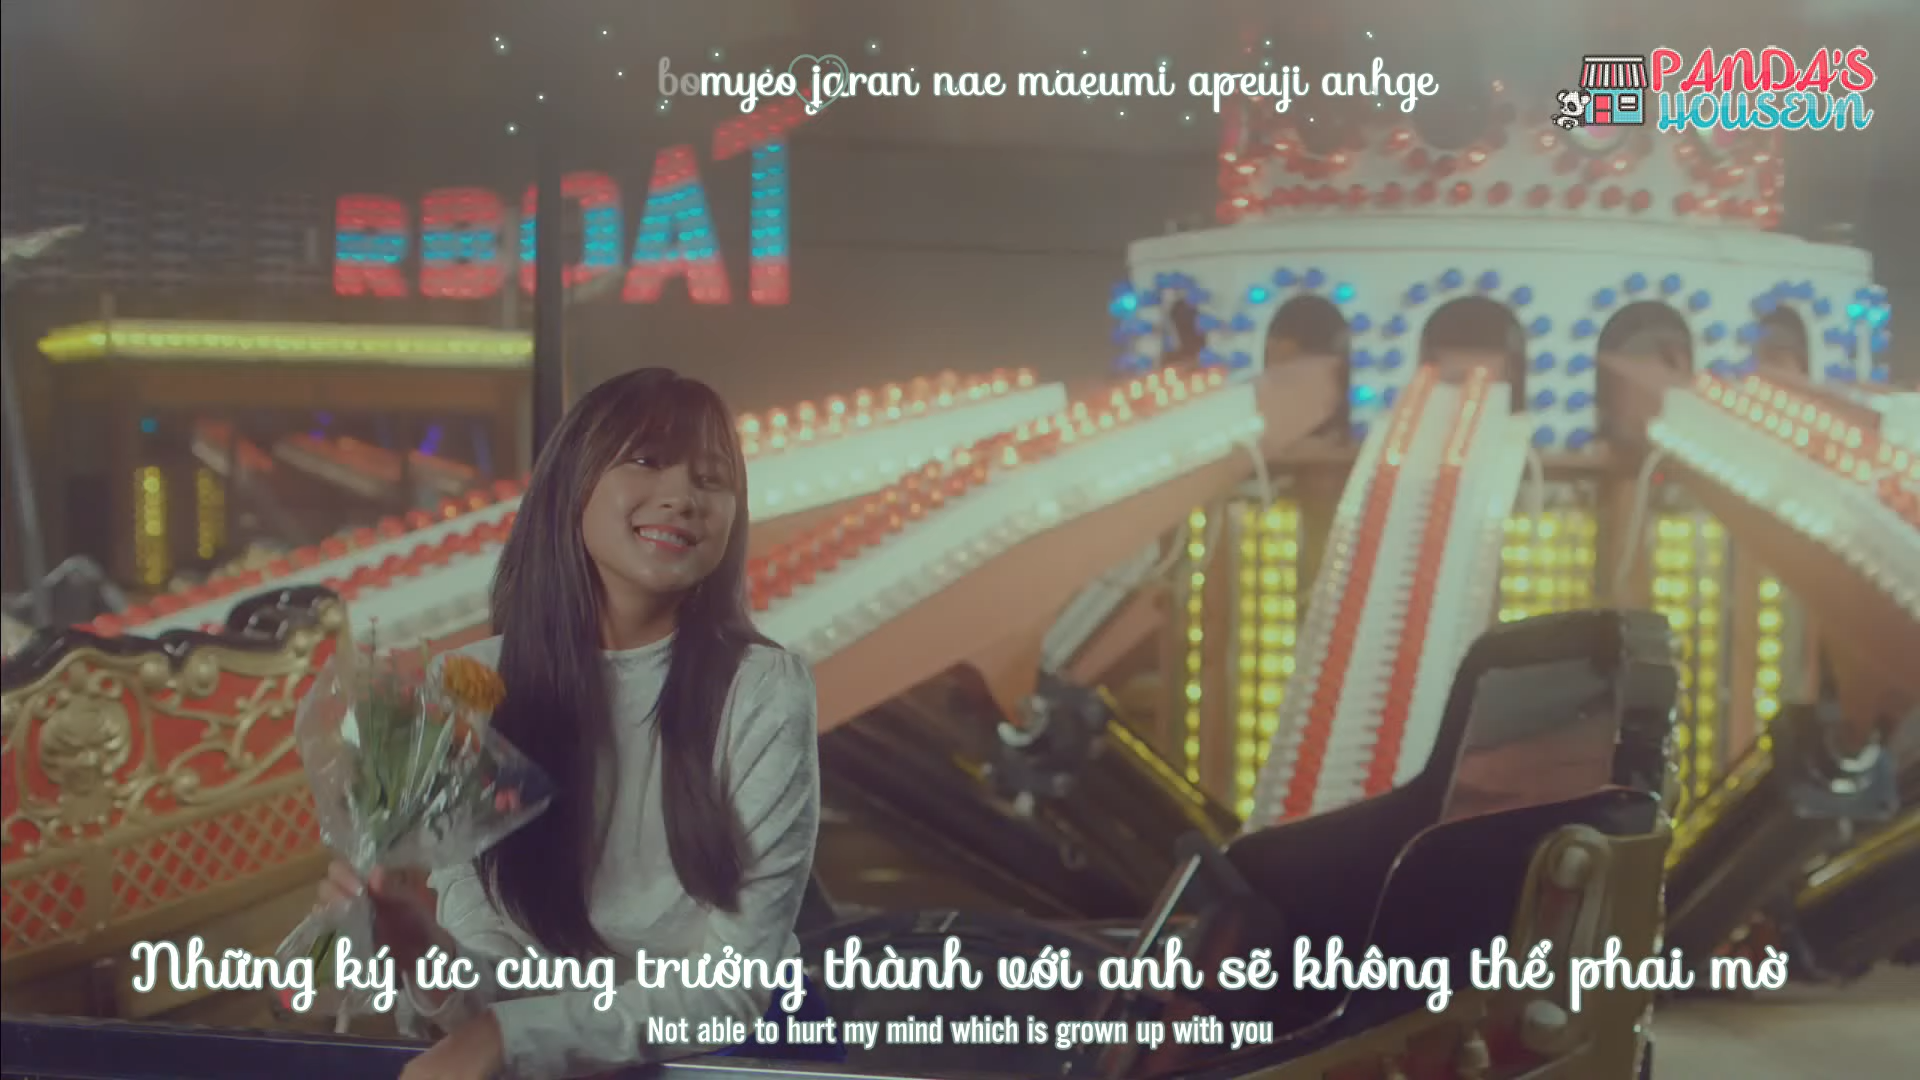 bomyeo jaran nae maeumi apeuji anhge
PANDA'S
HOUSEVN
RBOAT
Những ký ức cùng trưởng thành với anh sẽ không thể phai mờ
Not able to hurt my mind which is grown up with you